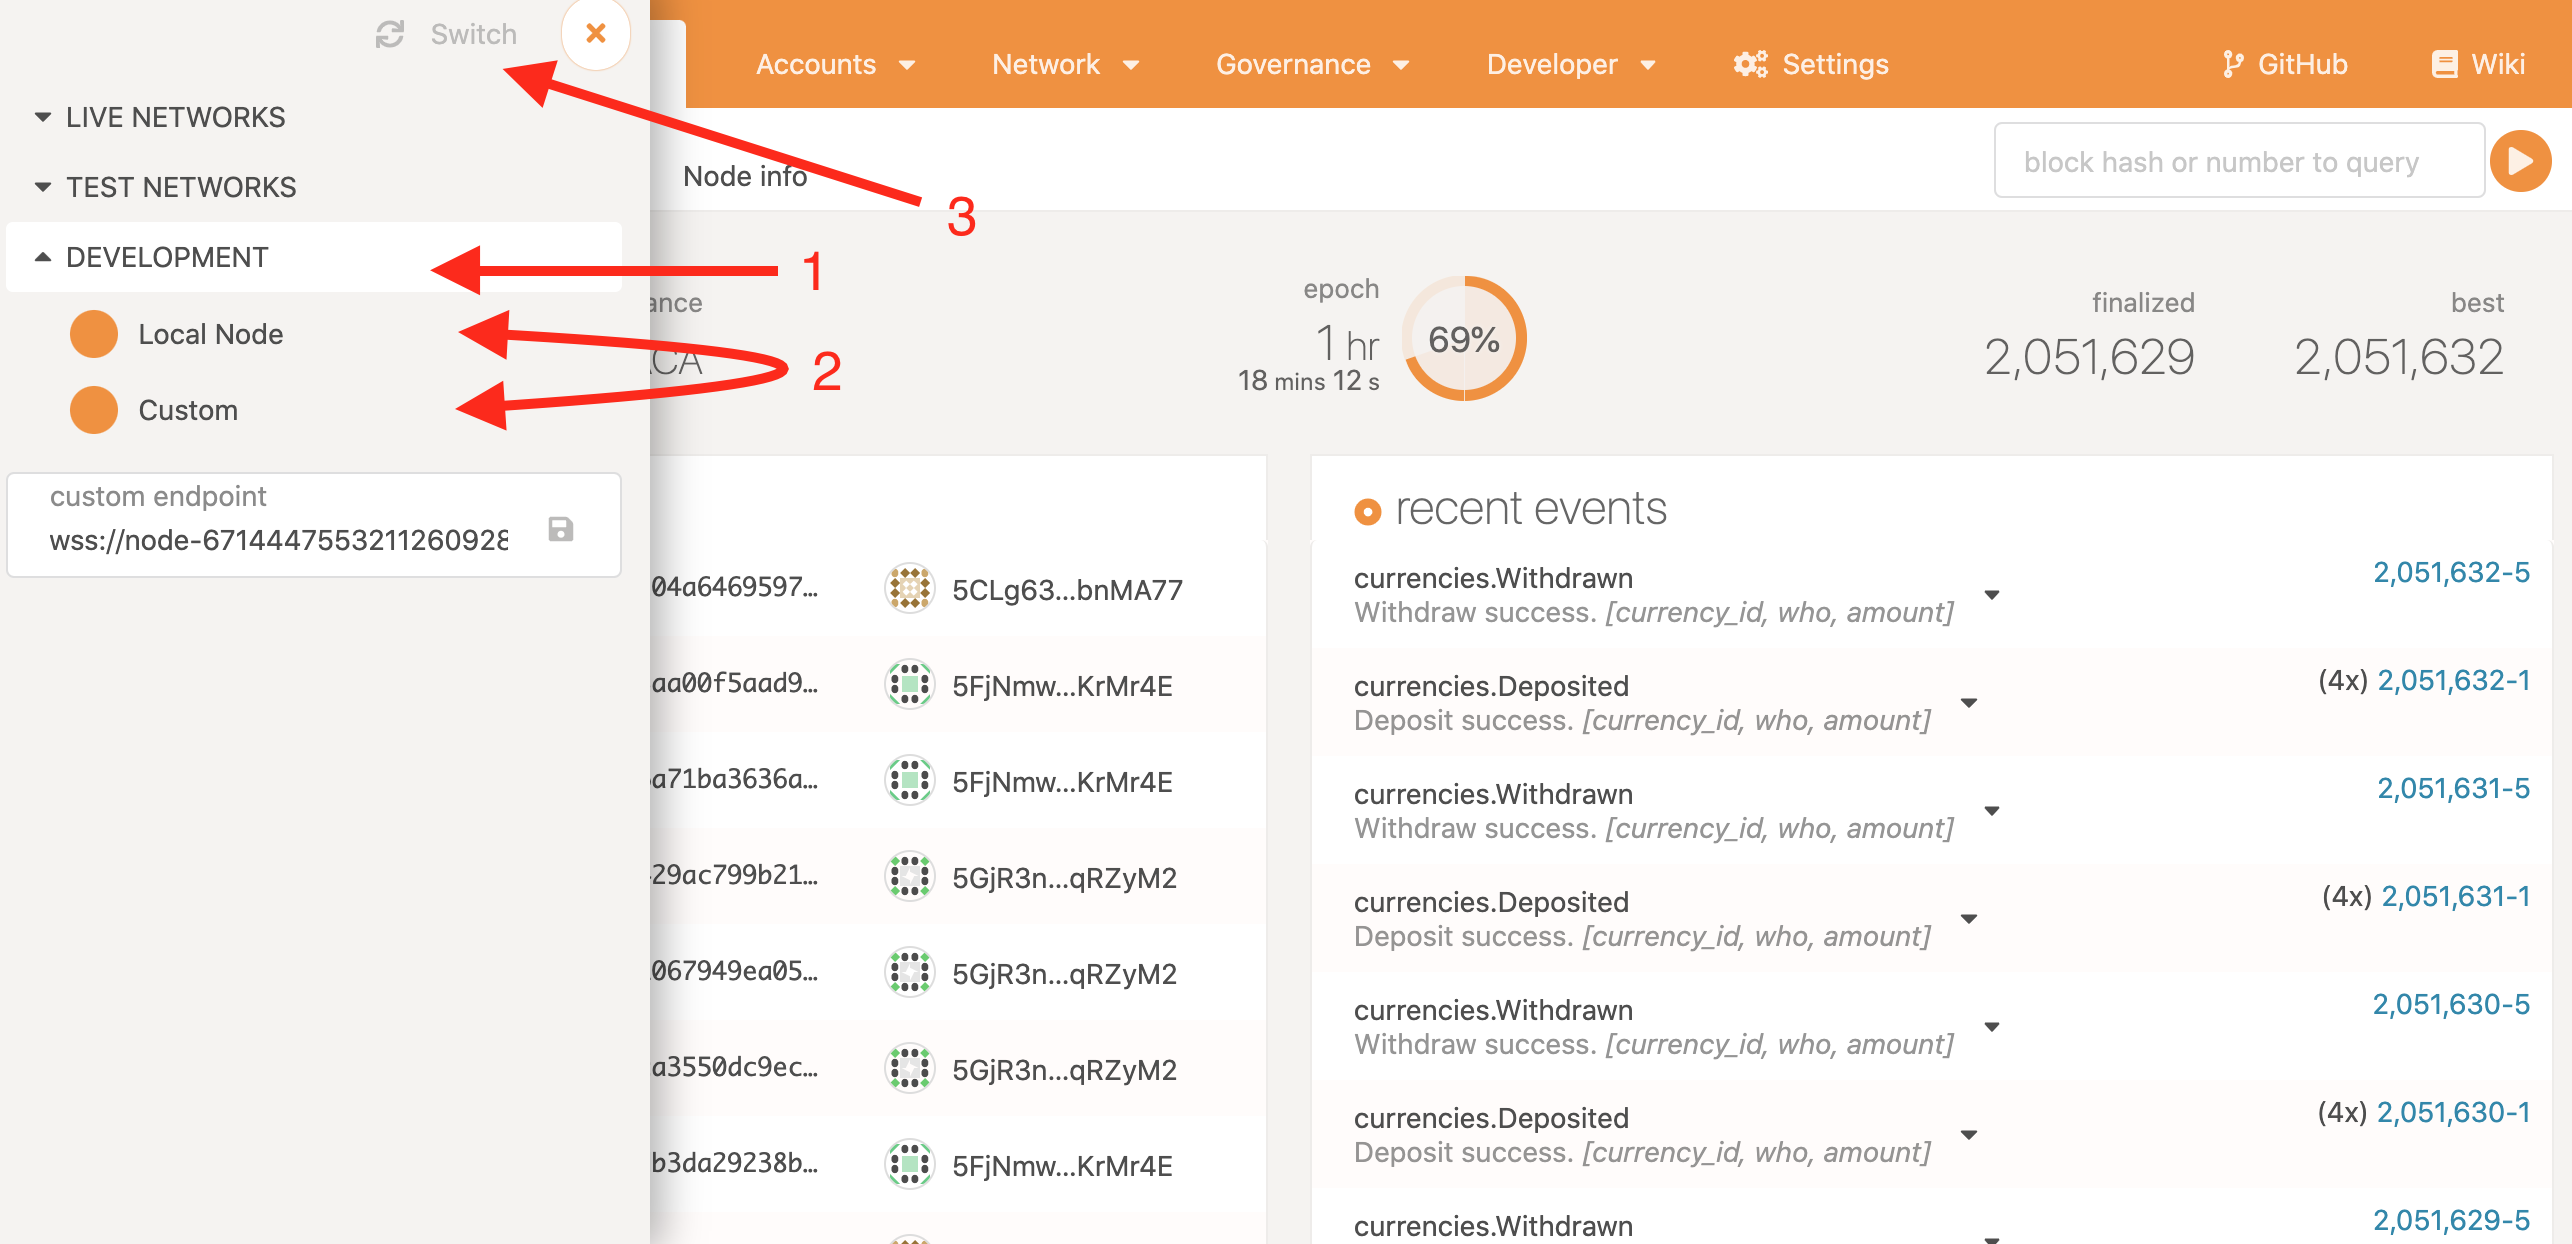 Switch
LIVE NETWORKS
TEST NETWORKS
DEVELOPMENT
Local Node
Custom
custom endpoint
wss://node-6714447553211260928
1
2
3
Accounts
Network
Governance
Developer
Settings
GitHub
Wiki
Node info
block hash or number to query
ance
CA
epoch
1 hr
18 mins 12 s
69%
finalized
2,051,629
best
2,051,632
04a6469597... 5CLg63...bnMA77
aa00f5aad9... 5FjNmw...KrMr4E
a71ba3636a... 5FjNmw...KrMr4E
29ac799b21... 5GjR3n...qRZyM2
067949ea05... 5GjR3n...qRZyM2
a3550dc9ec... 5GjR3n...qRZyM2
b3da29238b... 5FjNmw...KrMr4E
recent events
currencies.Withdrawn 2,051,632-5
Withdraw success. [currency_id, who, amount]
currencies.Deposited (4x) 2,051,632-1
Deposit success. [currency_id, who, amount]
currencies.Withdrawn 2,051,631-5
Withdraw success. [currency_id, who, amount]
currencies.Deposited (4x) 2,051,631-1
Deposit success. [currency_id, who, amount]
currencies.Withdrawn 2,051,630-5
Withdraw success. [currency_id, who, amount]
currencies.Deposited (4x) 2,051,630-1
Deposit success. [currency_id, who, amount]
currencies.Withdrawn 2,051,629-5